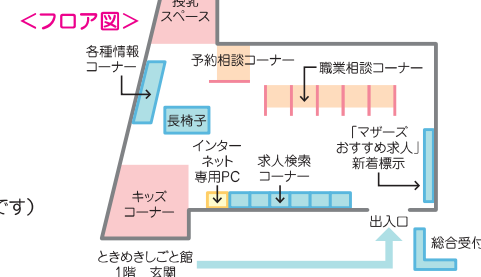 ＜フロア図＞
授乳
スペース
各種情報
コーナー
予約相談コーナー
職業相談コーナー
長椅子
インター
ネット
専用PC
求人検索
コーナー
「マザーズ
おすすめ求人」
新着標示
キッズ
コーナー
です）
出入口
総合受付
ときめきしごと館
1階　玄関